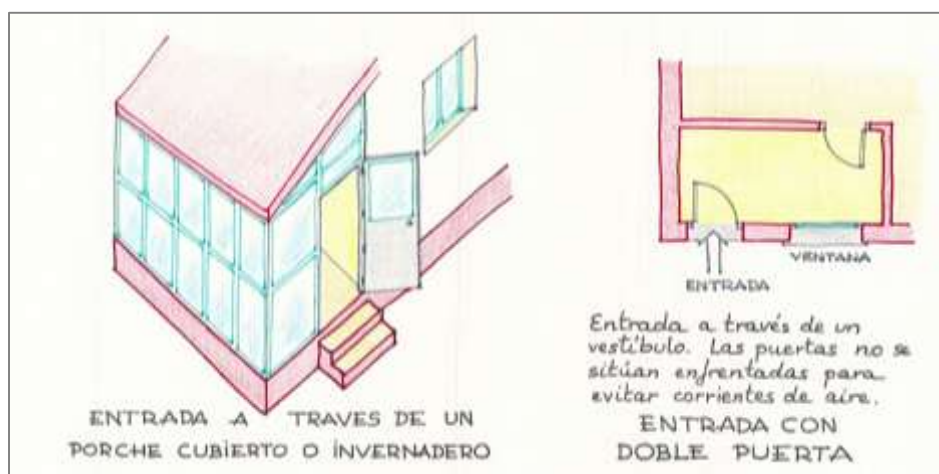 ENTRADA A TRAVES DE UN
PORCHE CUBIERTO O INVERNADERO
VENTANA
ENTRADA
Entrada a través de un
vestíbulo. Las puertas no se
sitúan enfrentadas para
evitar corrientes de aire.
ENTRADA CON
DOBLE PUERTA